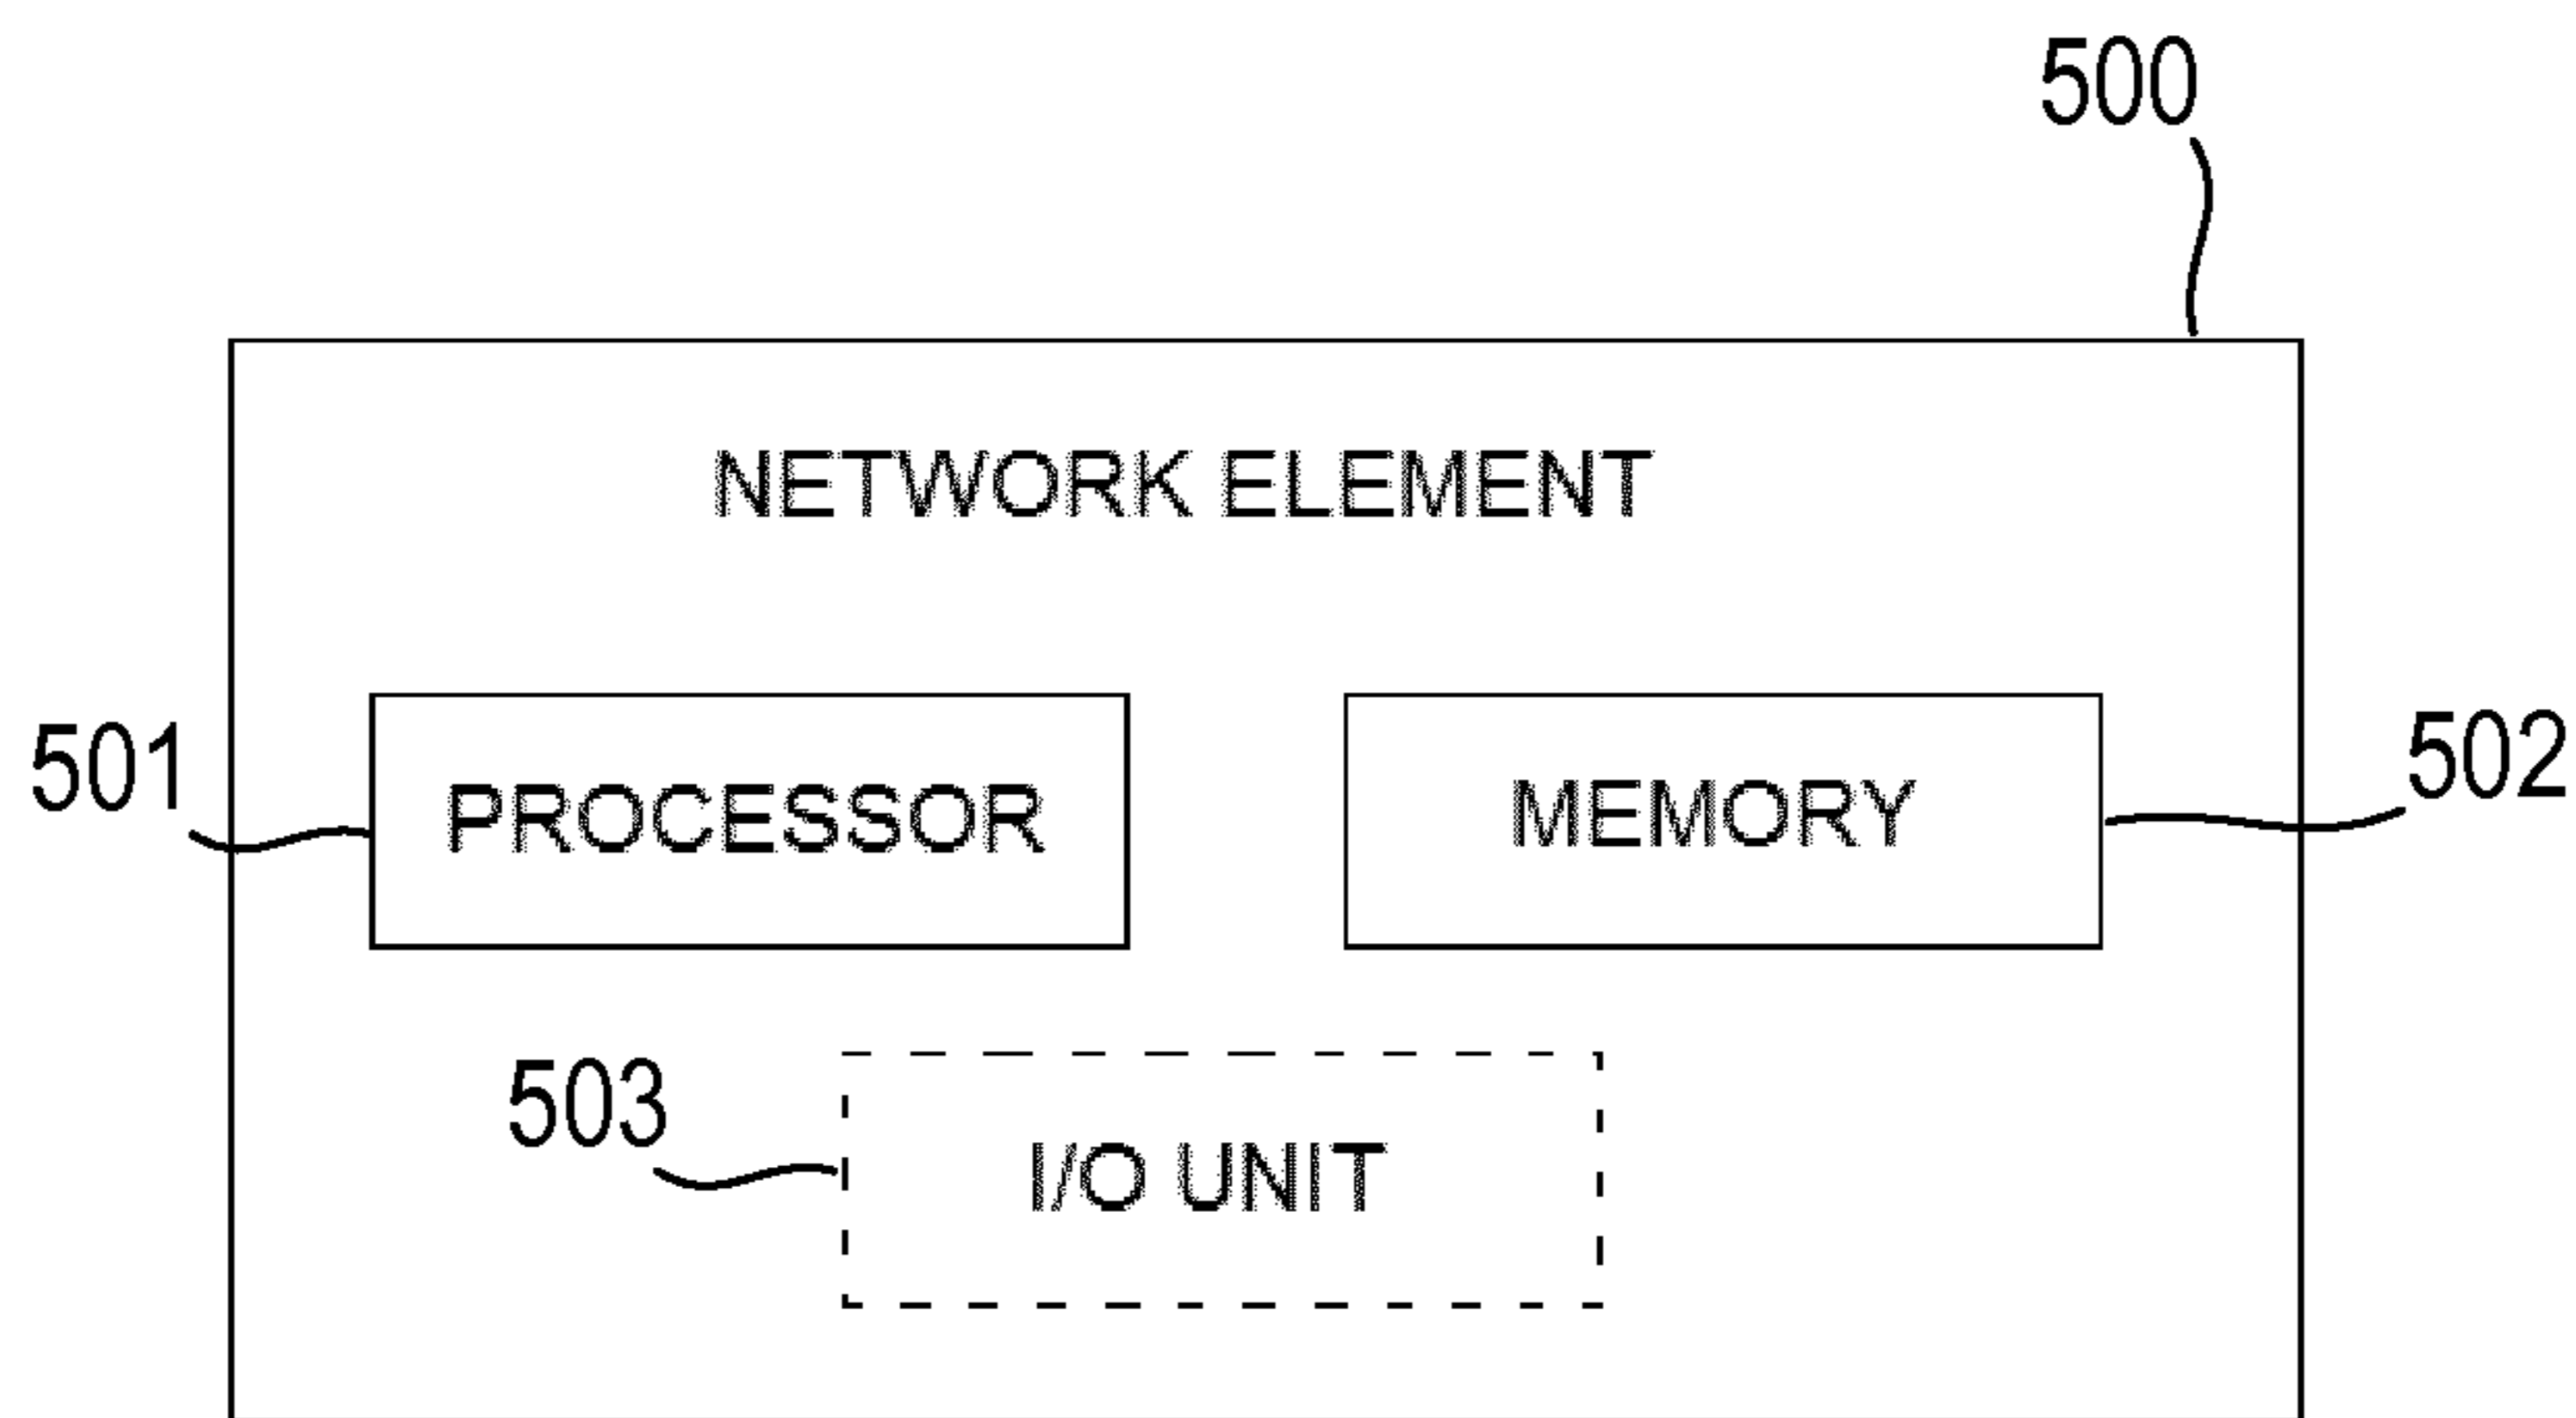 500
NETWORK ELEMENT
501
PROCESSOR
MEMORY
502
503
I/O UNIT